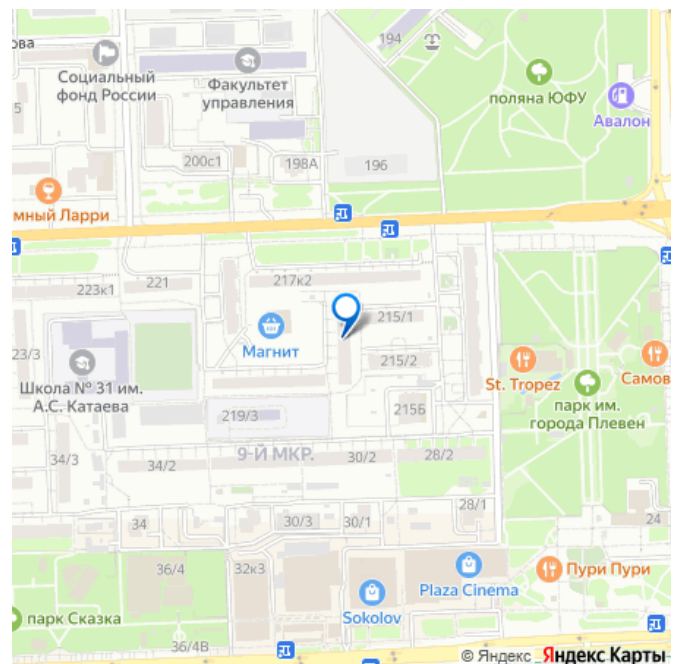 ова
194
Социальный
фонд России
Факультет
управления
поляна ЮФУ
Авалон
5
200с1
198А
196
мный Ларри
223к1
221
217к2
215/1
Магнит
23/3
215/2
St. Tropez
Самов
Школа № 31 им.
А.С. Катаева
парк им.
города Плевен
219/3
215Б
9-Й МКР.
34/3
34/2
30/2
28/2
28/1
34
30/3
30/1
24
36/4
32к3
Пури Пури
Plaza Cinema
парк Сказка
Sokolov
36/4В
© Яндекс Яндекс Карты